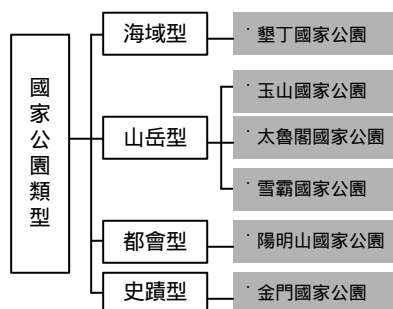 國家公園類型
海域型
˙墾丁國家公園
山岳型
˙玉山國家公園
˙太魯閣國家公園
˙雪霸國家公園
都會型
˙陽明山國家公園
史蹟型
˙金門國家公園